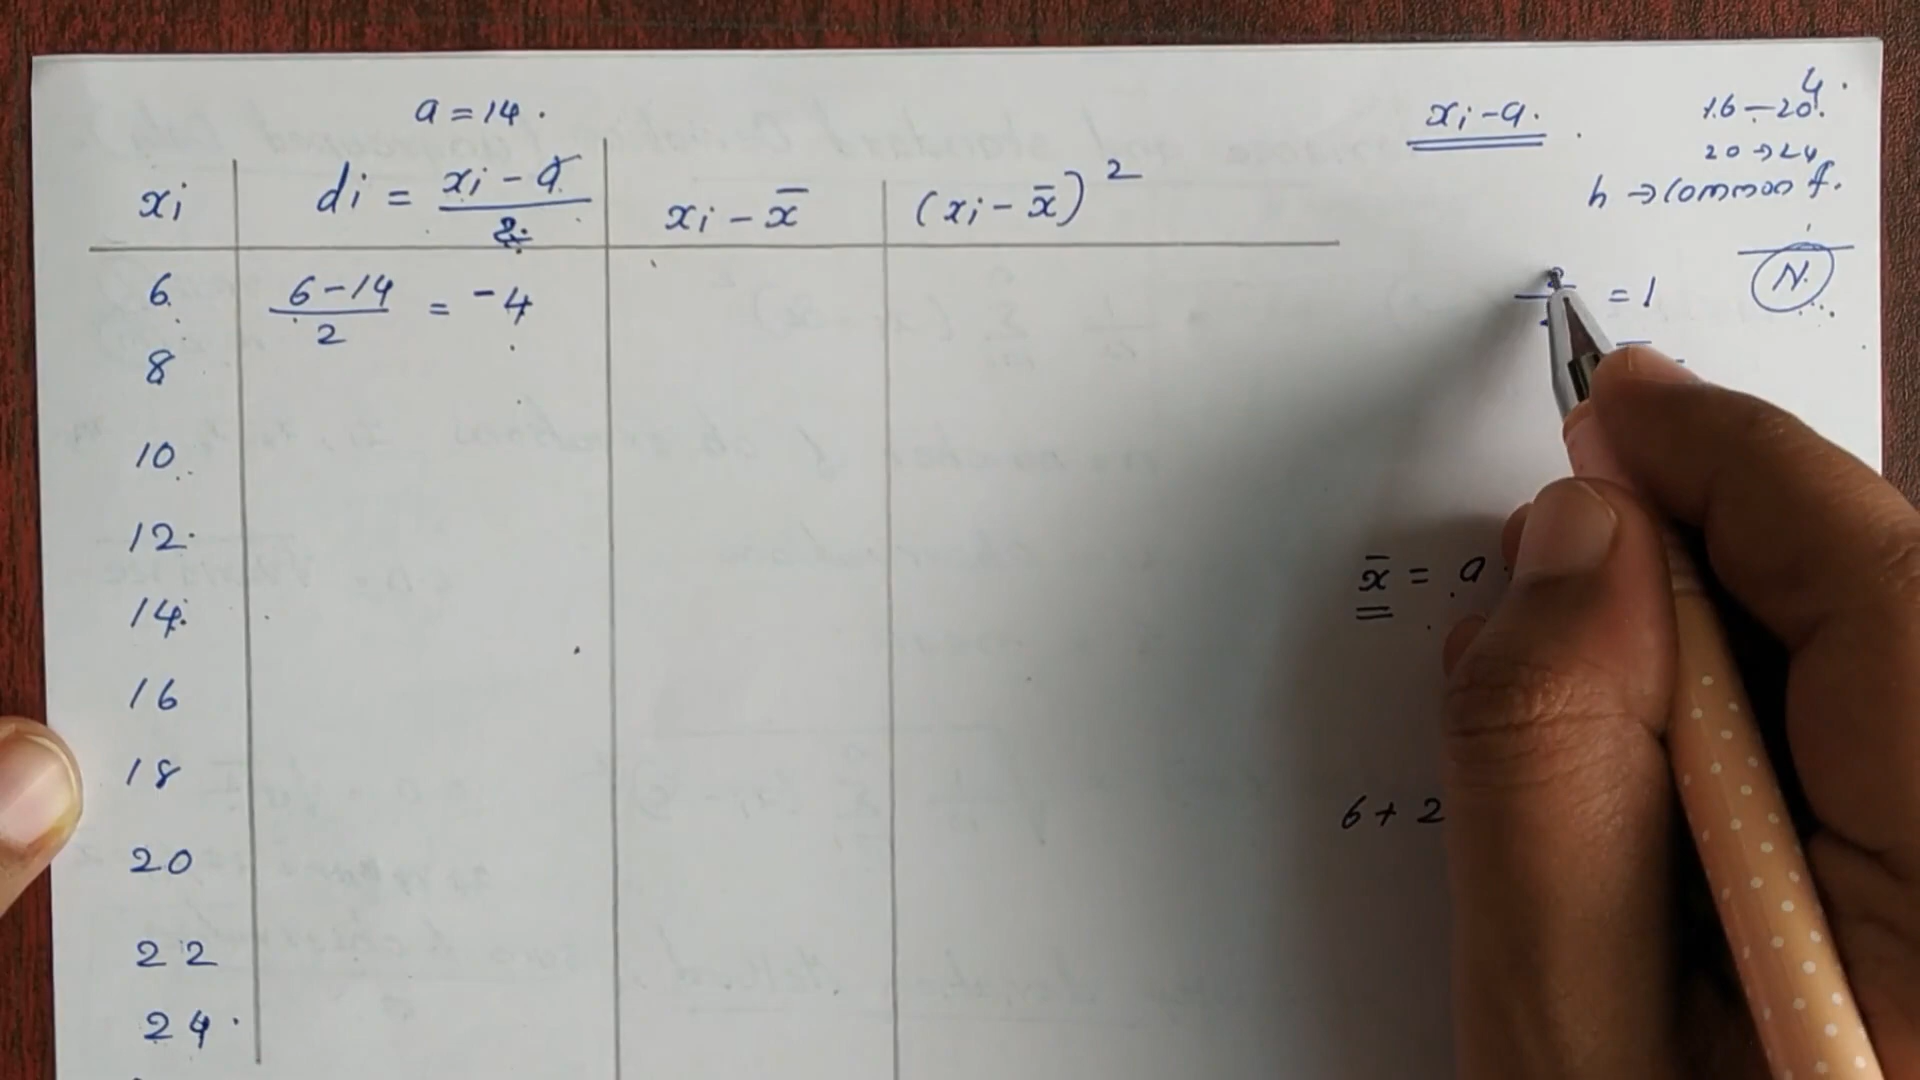 a = 14.
xi - a.
16 - 20.
4.
20 → 24
h → common f.
xi
di = xi - a / 2
xi - x̄
(xi - x̄)²
= 1
N.
6
6 - 14 / 2 = -4
8
10
12
14
x̄ = a
16
18
6 + 2
20
22
24